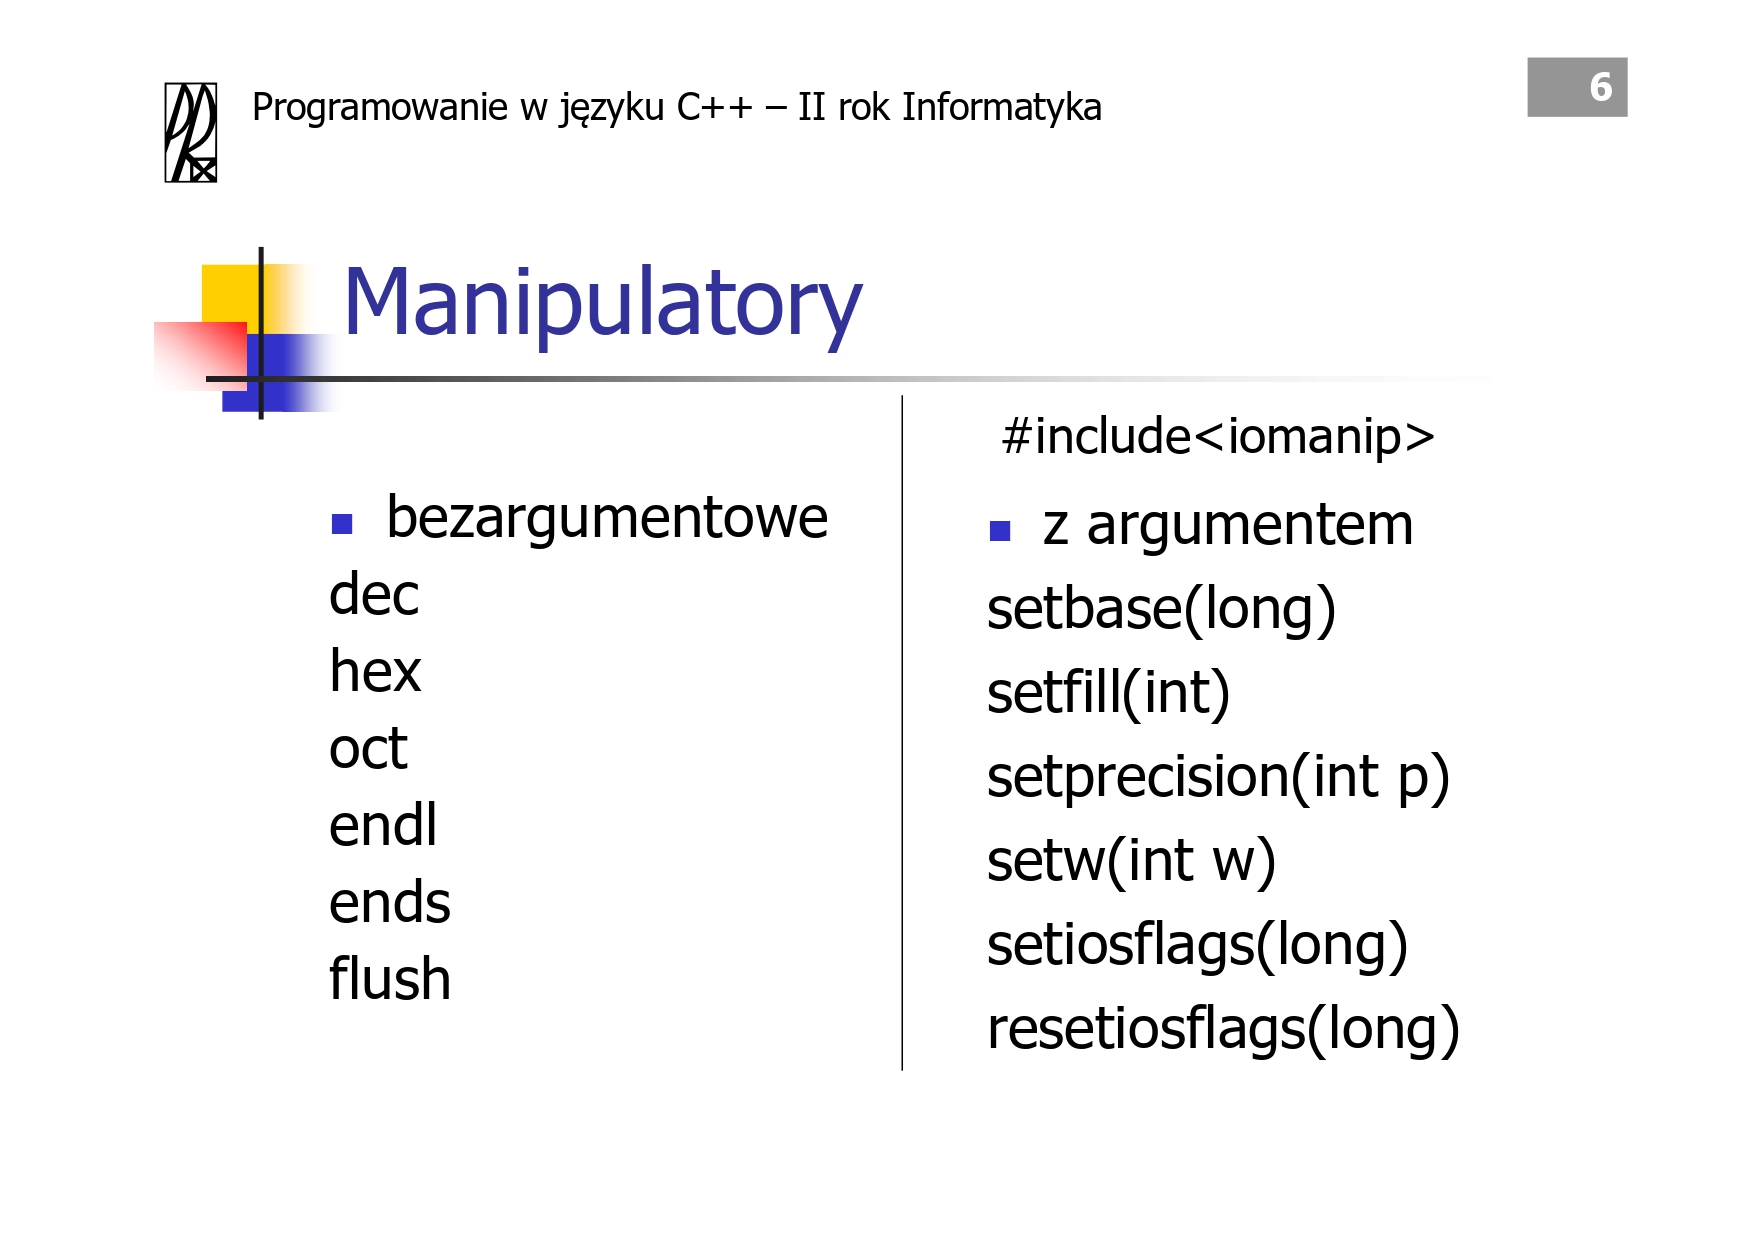 Programowanie w języku C++ – II rok Informatyka
6
Manipulatory
bezargumentowe
dec
hex
oct
endl
ends
flush
#include<iomanip>
z argumentem
setbase(long)
setfill(int)
setprecision(int p)
setw(int w)
setiosflags(long)
resetiosflags(long)